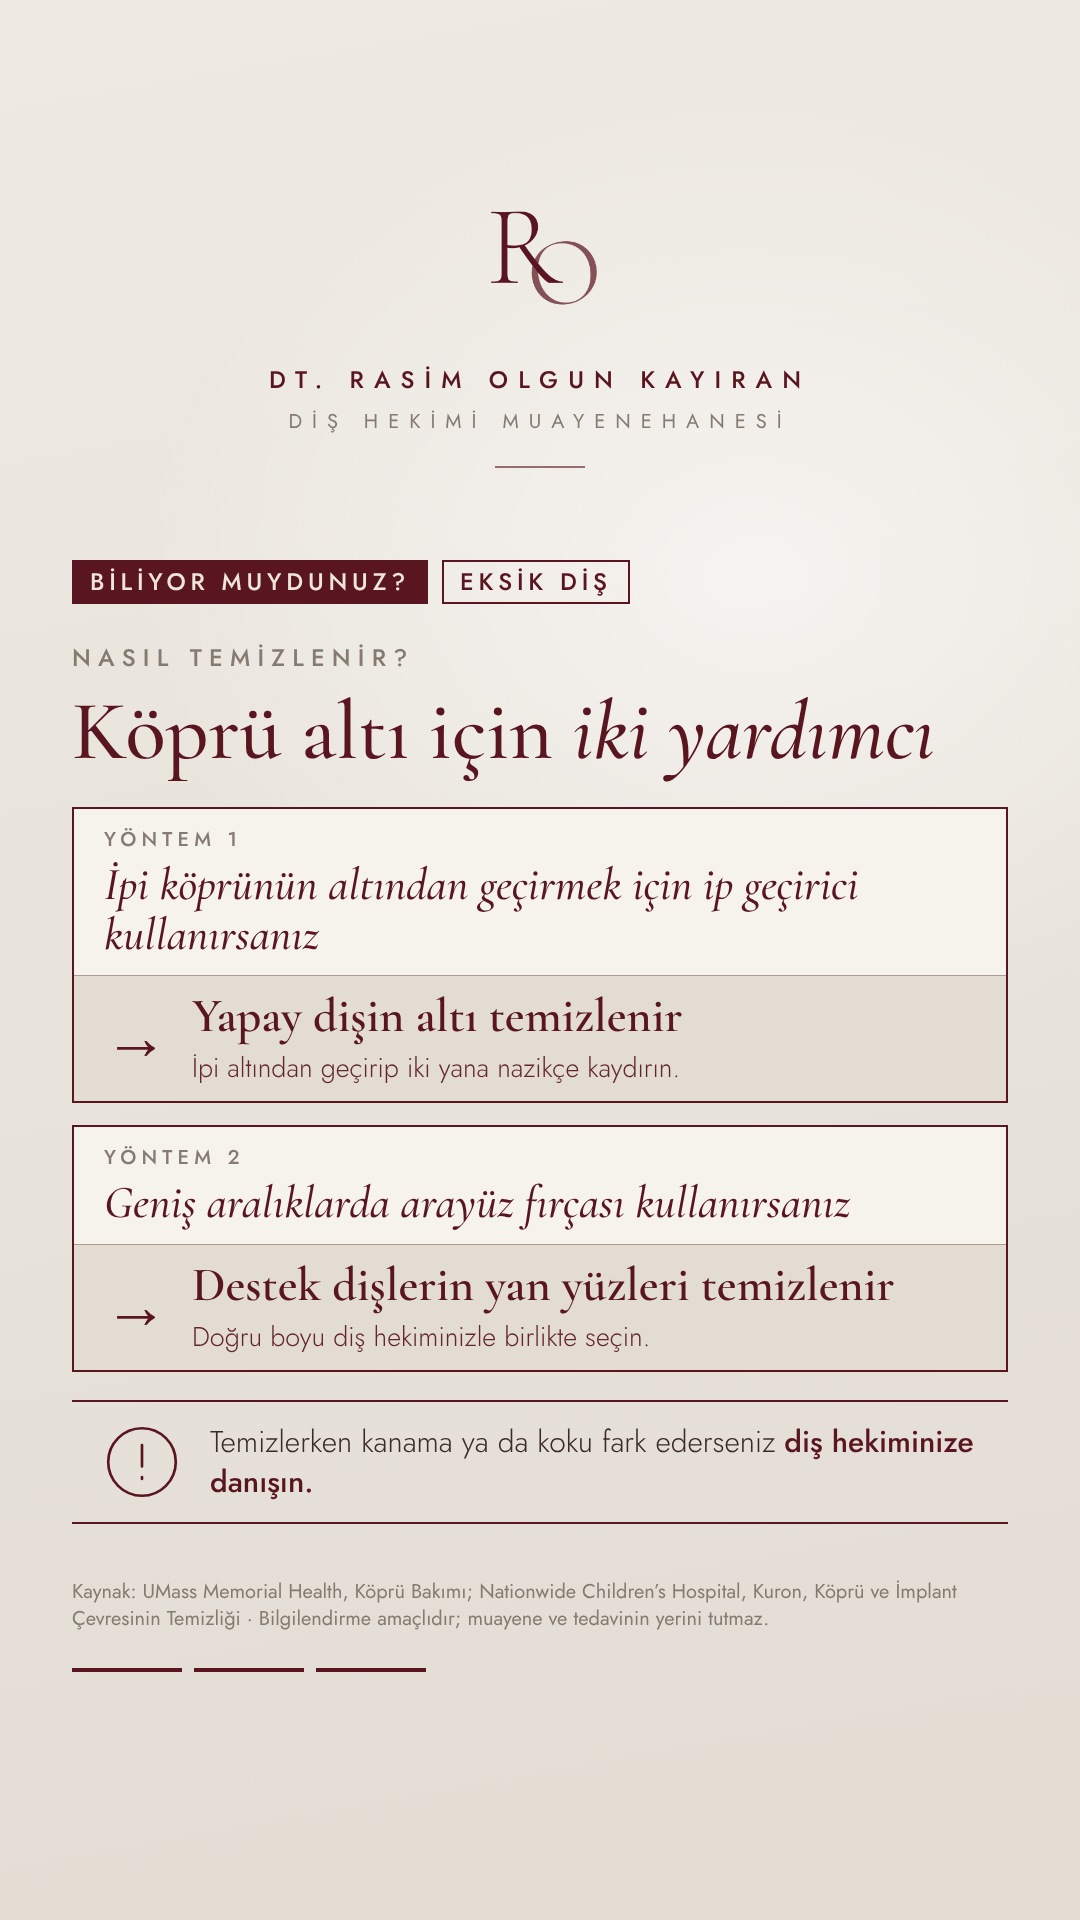 RO
DT. RASİM OLGUN KAYIRAN
DİŞ HEKİMİ MUAYENEHANESİ
BİLİYOR MUYDUNUZ? EKSİK DİŞ
NASIL TEMİZLENİR?
Köprü altı için iki yardımcı
YÖNTEM 1
İpi köprünün altından geçirmek için ip geçirici
kullanırsanız
→ Yapay dişin altı temizlenir
İpi altından geçirip iki yana nazikçe kaydırın.
YÖNTEM 2
Geniş aralıklarda arayüz fırçası kullanırsanız
→ Destek dişlerin yan yüzleri temizlenir
Doğru boyu diş hekiminizle birlikte seçin.
! Temizlerken kanama ya da koku fark ederseniz diş hekiminize
danışın.
Kaynak: UMass Memorial Health, Köprü Bakımı; Nationwide Children’s Hospital, Kuron, Köprü ve İmplant
Çevresinin Temizliği · Bilgilendirme amaçlıdır; muayene ve tedavinin yerini tutmaz.